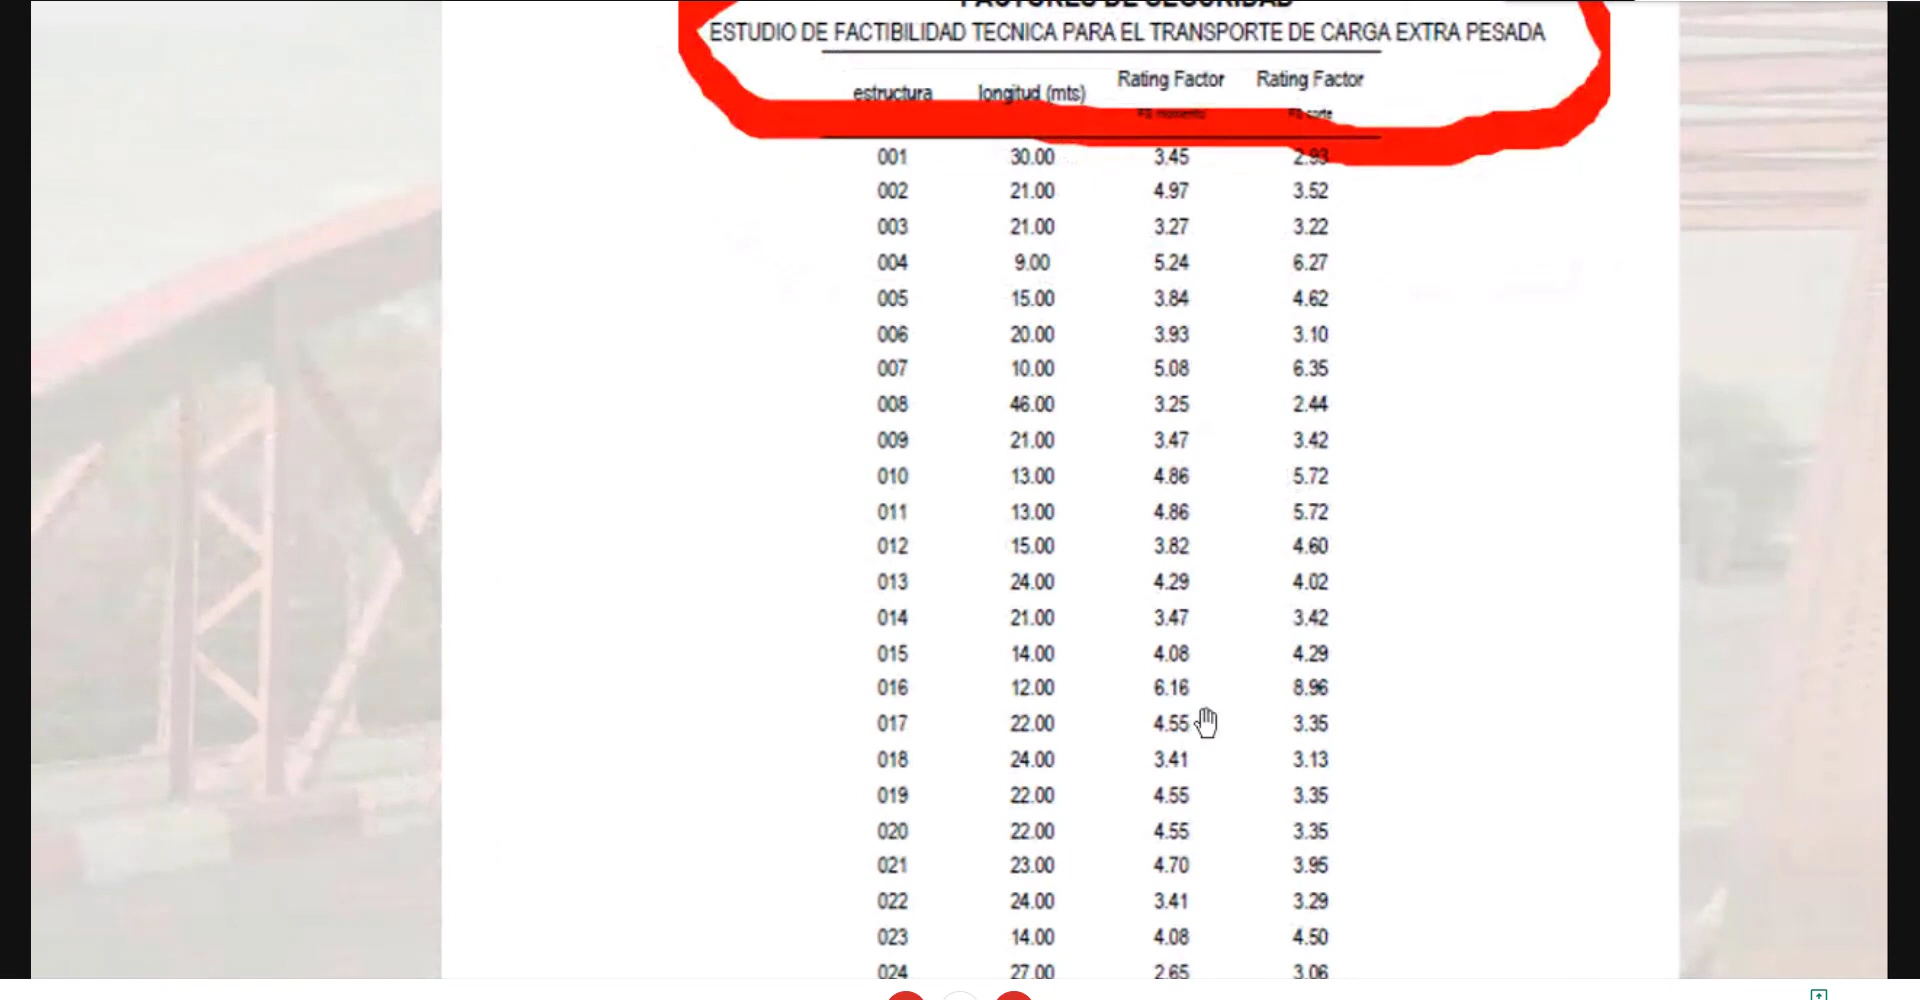 FACTORES DE SEGURIDAD
ESTUDIO DE FACTIBILIDAD TECNICA PARA EL TRANSPORTE DE CARGA EXTRA PESADA
estructura longitud (mts) Rating Factor Rating Factor
FS momento FS corte
001 30.00 3.45 2.93
002 21.00 4.97 3.52
003 21.00 3.27 3.22
004 9.00 5.24 6.27
005 15.00 3.84 4.62
006 20.00 3.93 3.10
007 10.00 5.08 6.35
008 46.00 3.25 2.44
009 21.00 3.47 3.42
010 13.00 4.86 5.72
011 13.00 4.86 5.72
012 15.00 3.82 4.60
013 24.00 4.29 4.02
014 21.00 3.47 3.42
015 14.00 4.08 4.29
016 12.00 6.16 8.96
017 22.00 4.55 3.35
018 24.00 3.41 3.13
019 22.00 4.55 3.35
020 22.00 4.55 3.35
021 23.00 4.70 3.95
022 24.00 3.41 3.29
023 14.00 4.08 4.50
024 27.00 2.65 3.06